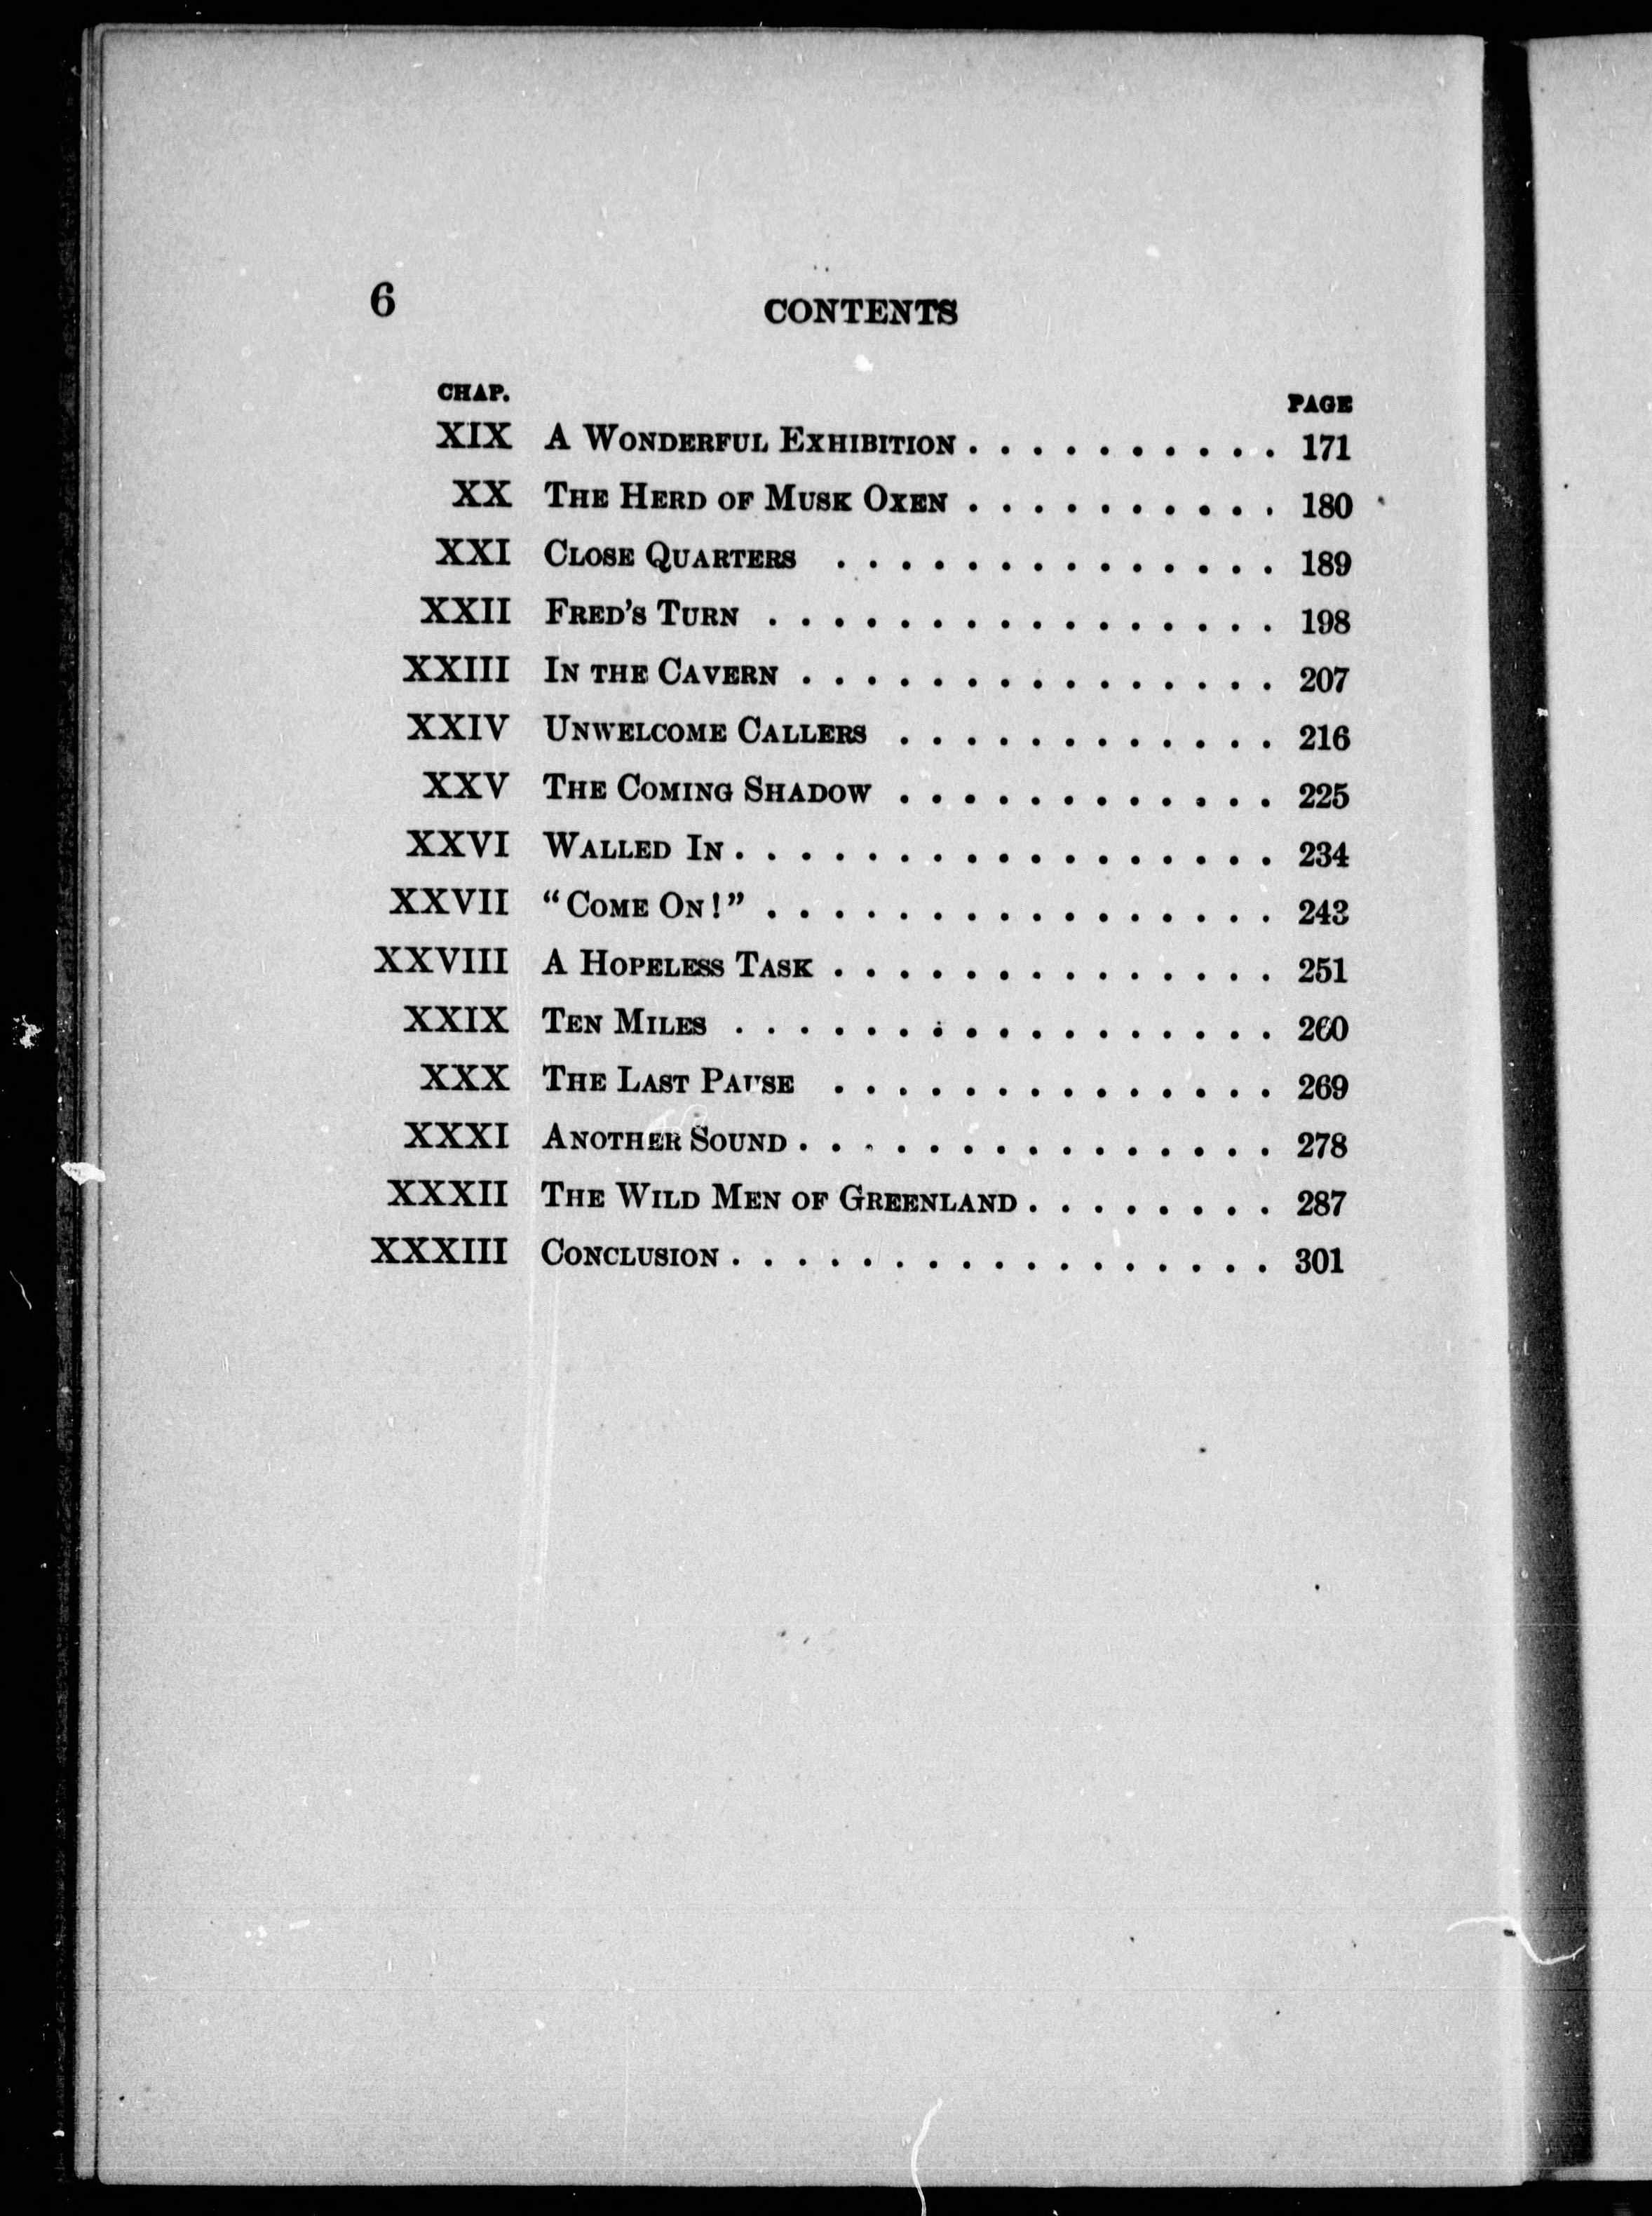 6 CONTENTS
CHAP. PAGE
XIX A Wonderful Exhibition . . . . . . . . . . 171
XX The Herd of Musk Oxen . . . . . . . . . . 180
XXI Close Quarters . . . . . . . . . . . . . . 189
XXII Fred's Turn . . . . . . . . . . . . . . . . 198
XXIII In the Cavern . . . . . . . . . . . . . . . 207
XXIV Unwelcome Callers . . . . . . . . . . . . 216
XXV The Coming Shadow . . . . . . . . . . . . 225
XXVI Walled In . . . . . . . . . . . . . . . . . 234
XXVII “Come On!” . . . . . . . . . . . . . . . . 243
XXVIII A Hopeless Task . . . . . . . . . . . . . . 251
XXIX Ten Miles . . . . . . . . . . . . . . . . . 260
XXX The Last Pause . . . . . . . . . . . . . . 269
XXXI Another Sound . . . . . . . . . . . . . . . 278
XXXII The Wild Men of Greenland . . . . . . . . 287
XXXIII Conclusion . . . . . . . . . . . . . . . . . 301